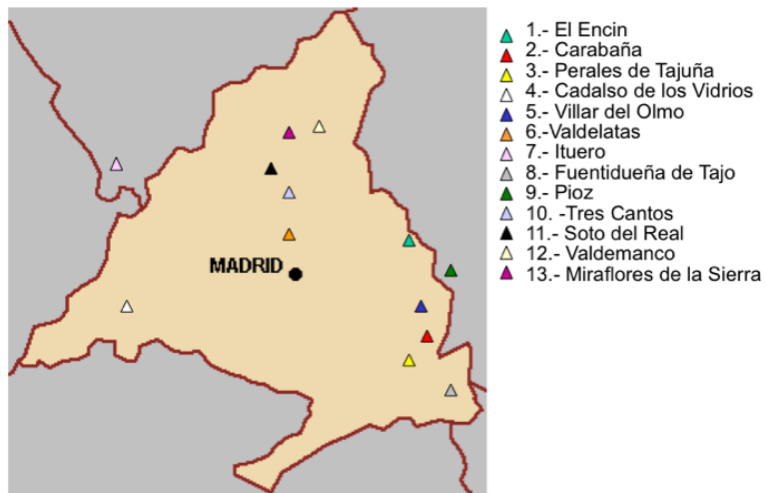 MADRID
1.- El Encin
2.- Carabaña
3.- Perales de Tajuña
4.- Cadalso de los Vidrios
5.- Villar del Olmo
6.-Valdelatas
7.- Ituero
8.- Fuentidueña de Tajo
9.- Pioz
10. -Tres Cantos
11.- Soto del Real
12.- Valdemanco
13.- Miraflores de la Sierra